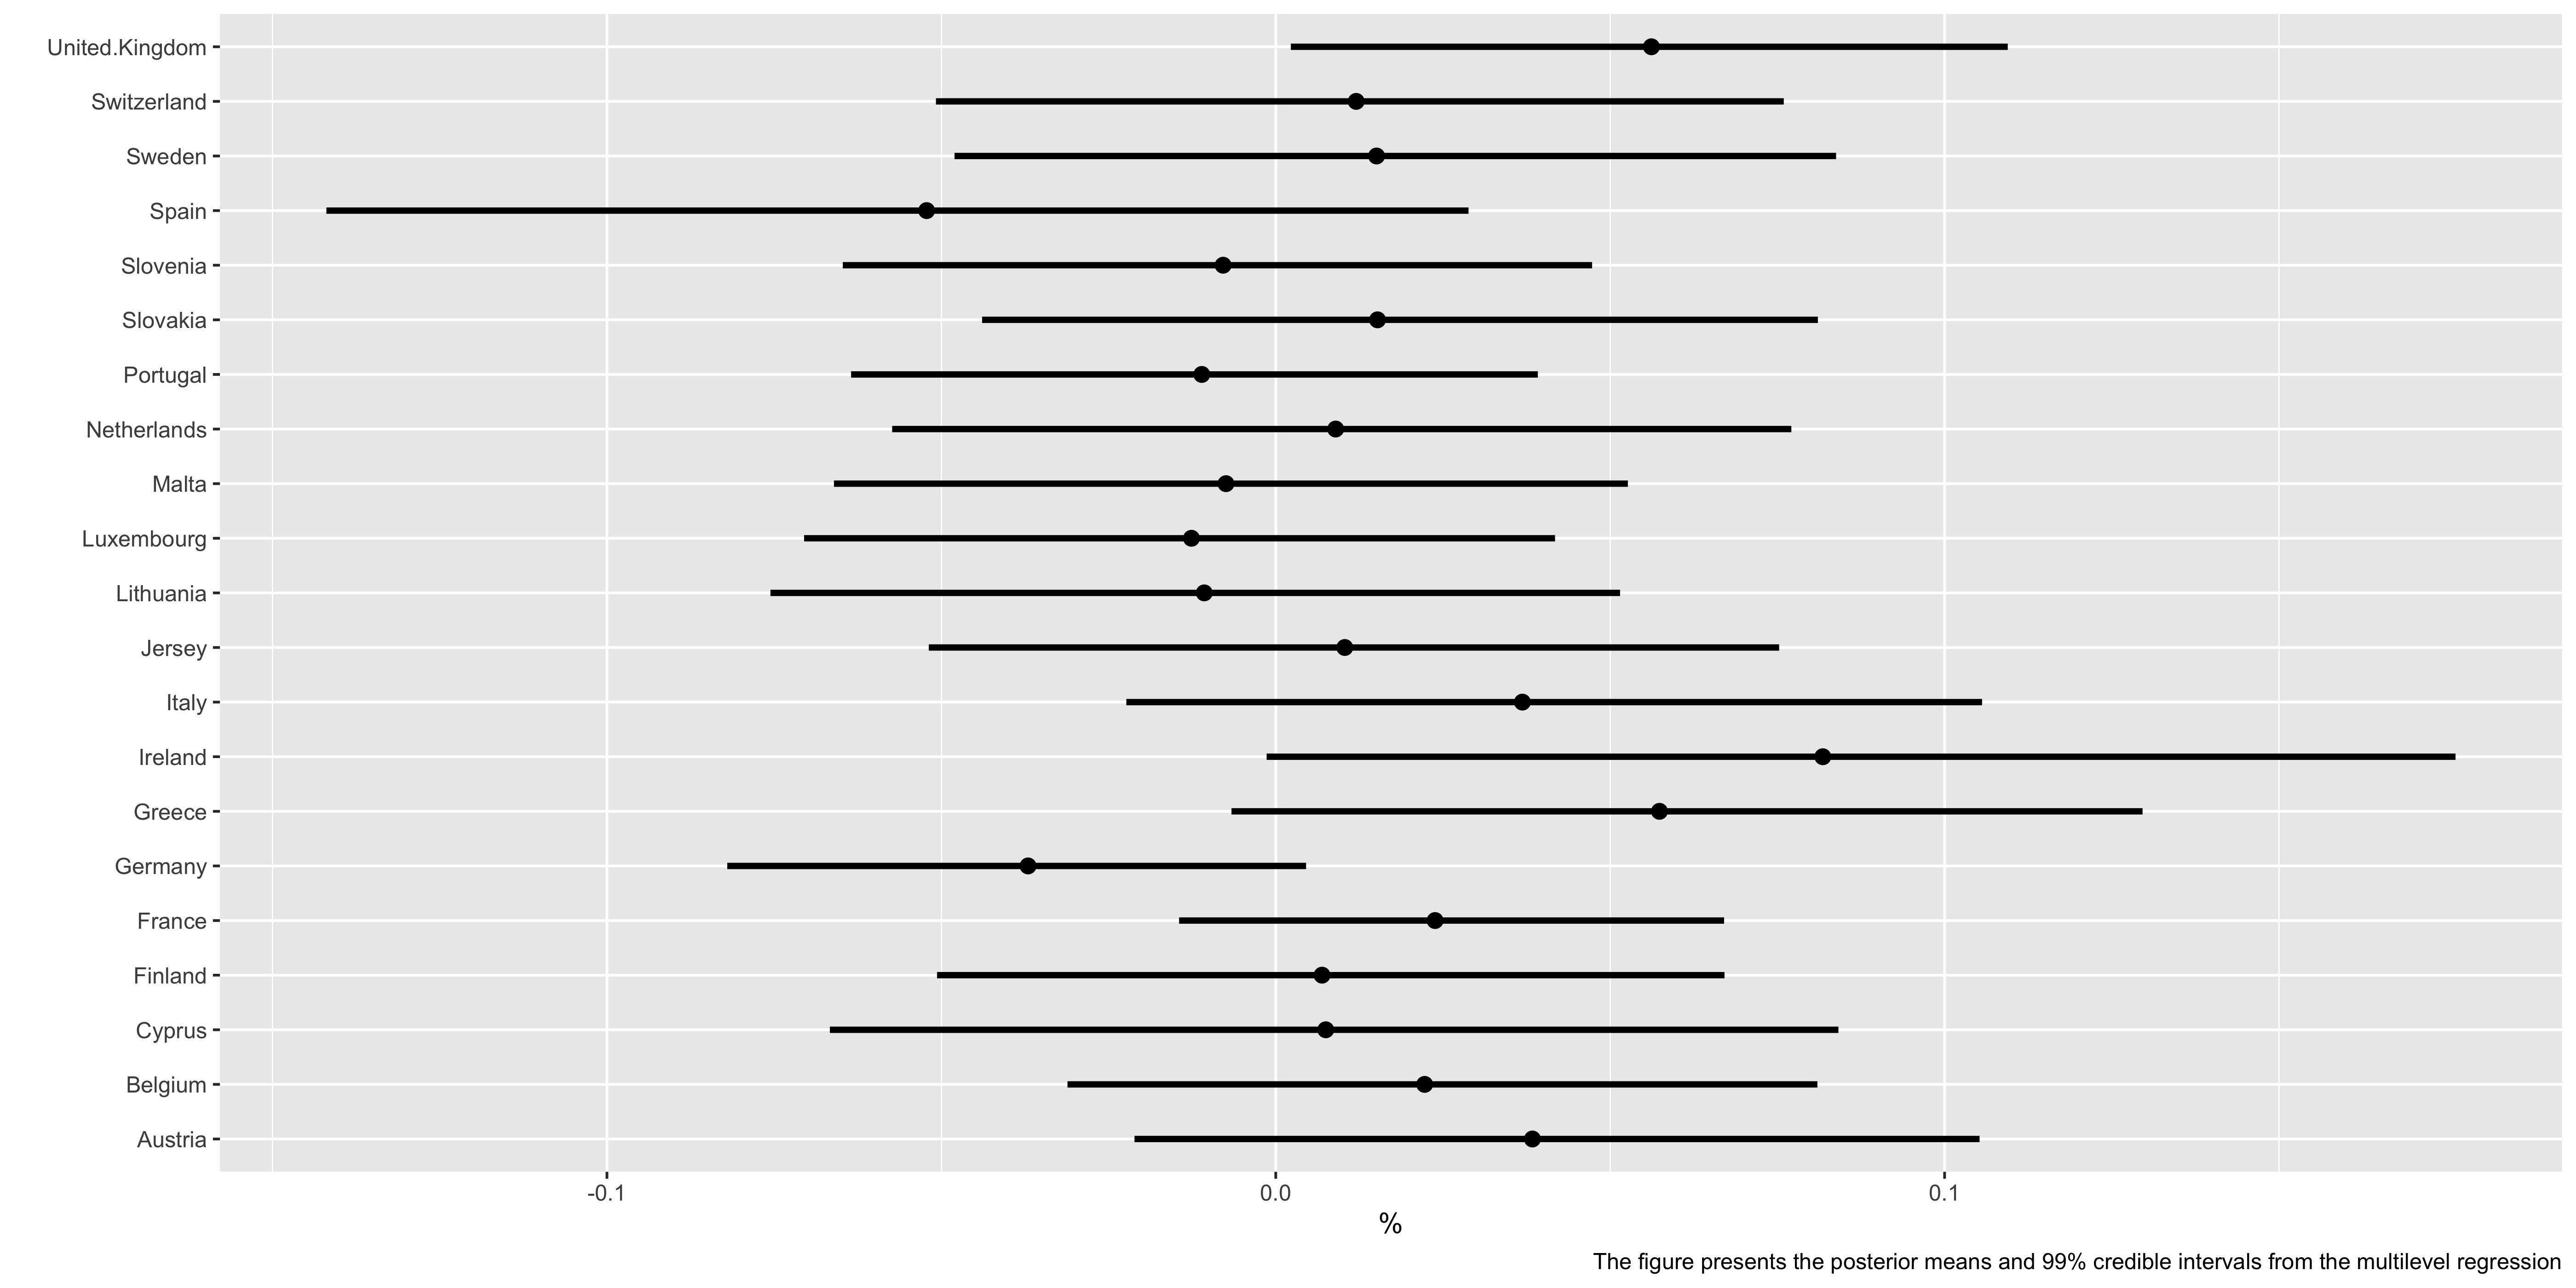 United.Kingdom
Switzerland
Sweden
Spain
Slovenia
Slovakia
Portugal
Netherlands
Malta
Luxembourg
Lithuania
Jersey
Italy
Ireland
Greece
Germany
France
Finland
Cyprus
Belgium
Austria
-0.1 0.0 0.1
%
The figure presents the posterior means and 99% credible intervals from the multilevel regression